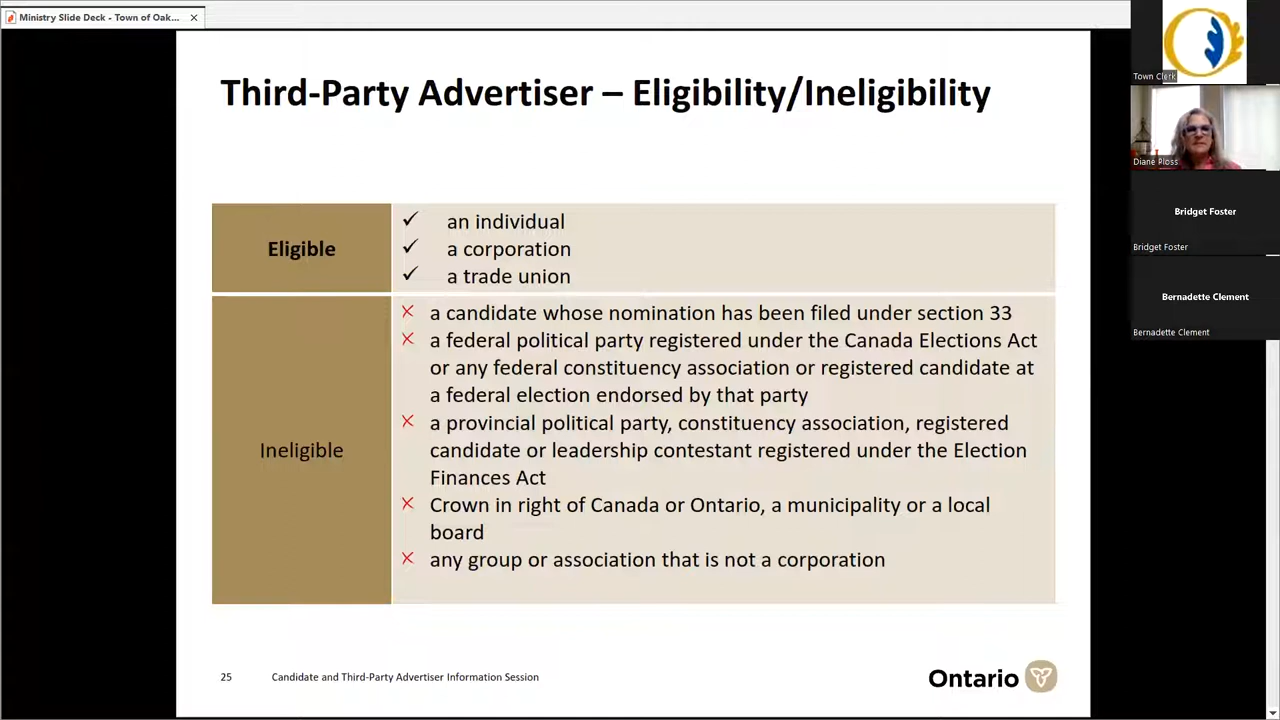 Ministry Slide Deck - Town of Oak...
Third-Party Advertiser – Eligibility/Ineligibility
Eligible
✓ an individual
✓ a corporation
✓ a trade union
Ineligible
× a candidate whose nomination has been filed under section 33
× a federal political party registered under the Canada Elections Act
or any federal constituency association or registered candidate at
a federal election endorsed by that party
× a provincial political party, constituency association, registered
candidate or leadership contestant registered under the Election
Finances Act
× Crown in right of Canada or Ontario, a municipality or a local
board
× any group or association that is not a corporation
25 Candidate and Third-Party Advertiser Information Session
Ontario
Town Clerk
Diane Ploss
Bridget Foster
Bridget Foster
Bernadette Clement
Bernadette Clement